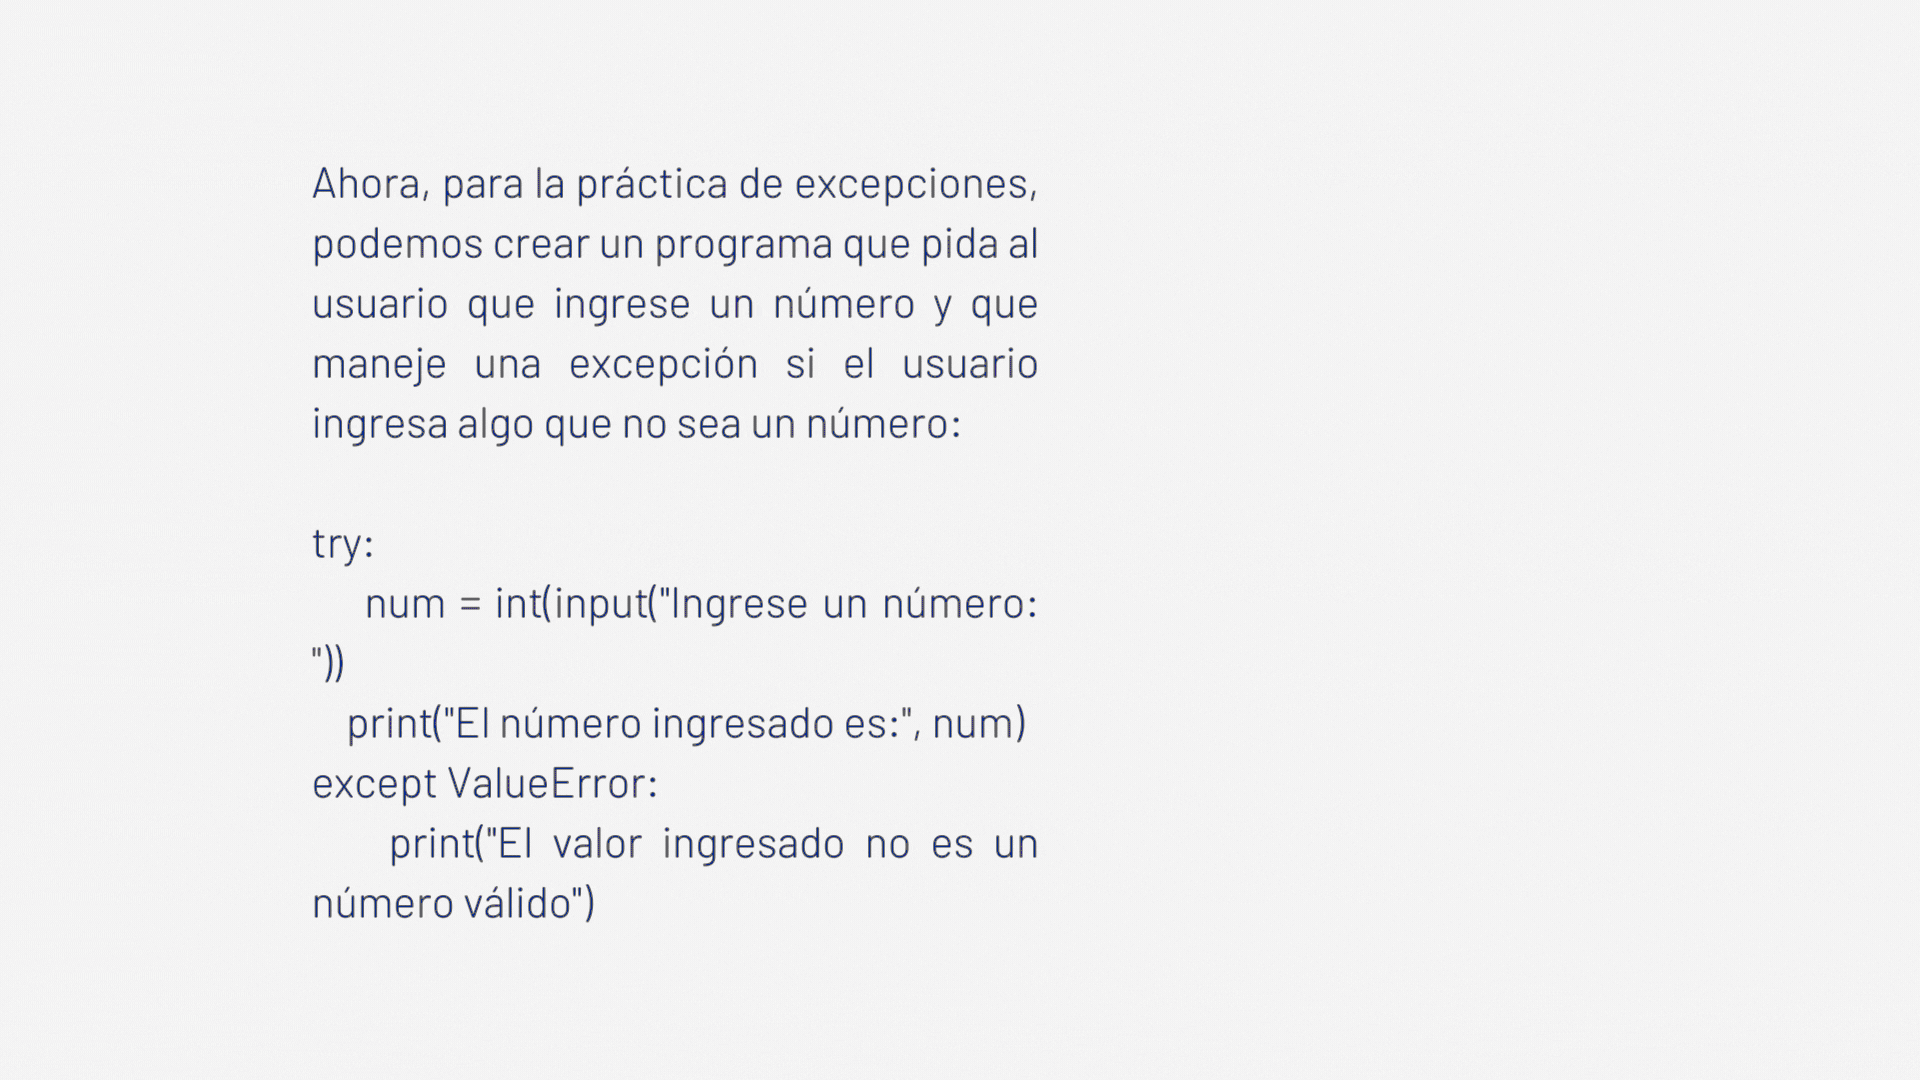 Ahora, para la práctica de excepciones,
podemos crear un programa que pida al
usuario que ingrese un número y que
maneje una excepción si el usuario
ingresa algo que no sea un número:

try:
    num = int(input("Ingrese un número:
"))
    print("El número ingresado es:", num)
except ValueError:
    print("El valor ingresado no es un
número válido")